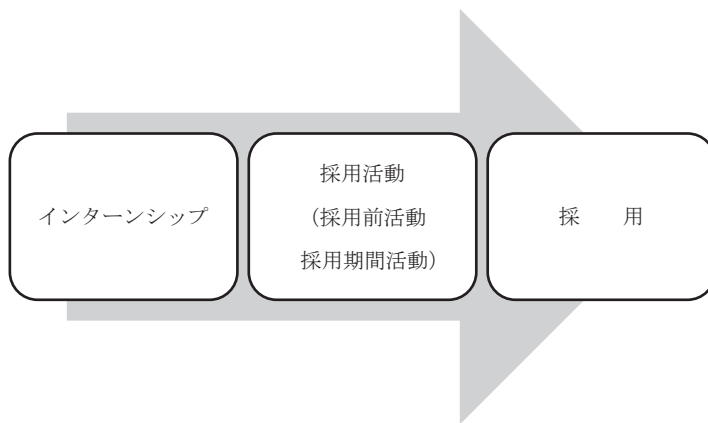 インターンシップ
採用活動
（採用前活動
採用期間活動）
採　　用